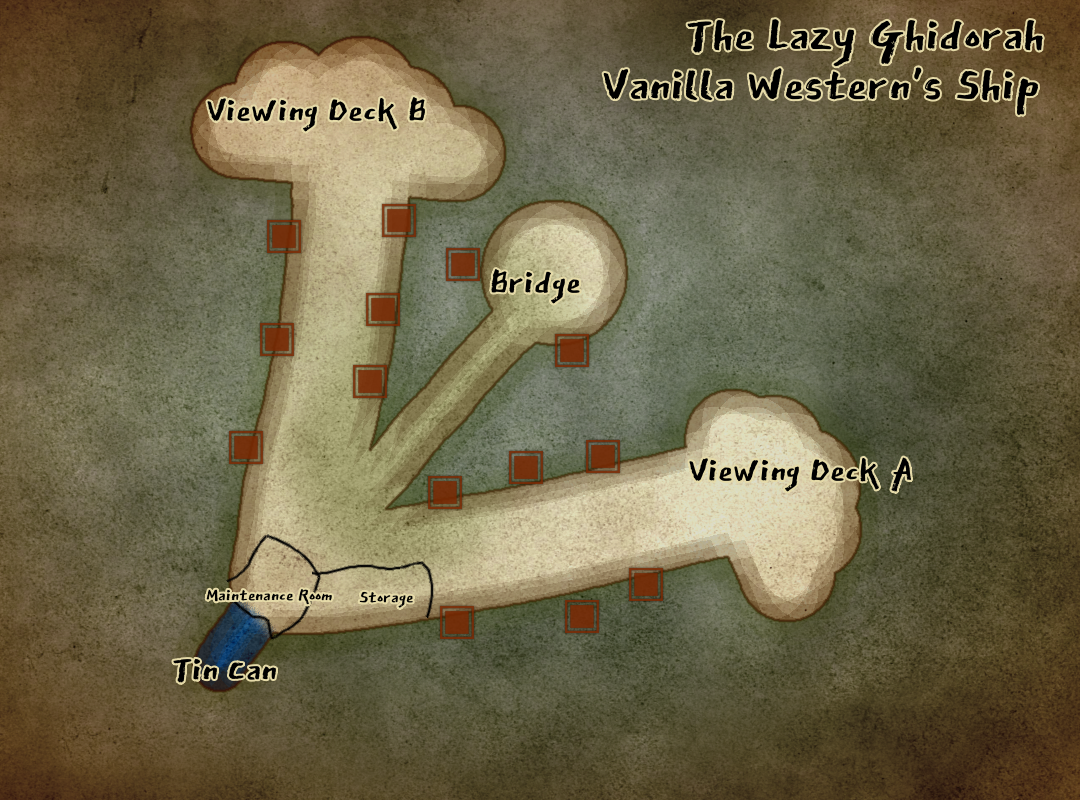 The Lazy Ghidorah
Vanilla Western's Ship
Viewing Deck B
Bridge
Viewing Deck A
Maintenance Room
Storage
Tin Can